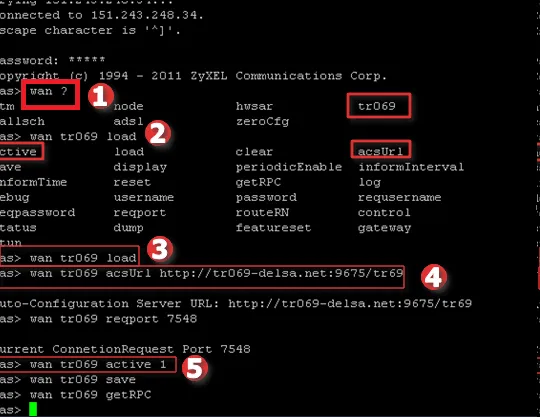 onnected to 151.243.248.34.
scape character is '^]'.
assword: *****
opyright (c) 1994 - 2011 ZyXEL Communications Corp.
as> wan ? 1
tm node hwsar tr069
allsch adsl zeroCfg
as> wan tr069 load 2
ctive load clear acsUrl
ave display periodicEnable informInterval
nformTime reset getRPC log
ebug username password requsername
eqpassword reqport routeRN control
tatus dump featureset gateway
tun
as> wan tr069 load 3
as> wan tr069 acsUrl http://tr069-delsa.net:9675/tr69 4
uto-Configuration Server URL: http://tr069-delsa.net:9675/tr69
as> wan tr069 reqport 7548
urrent ConnetionRequest Port 7548
as> wan tr069 active 1 5
as> wan tr069 save
as> wan tr069 getRPC
as>